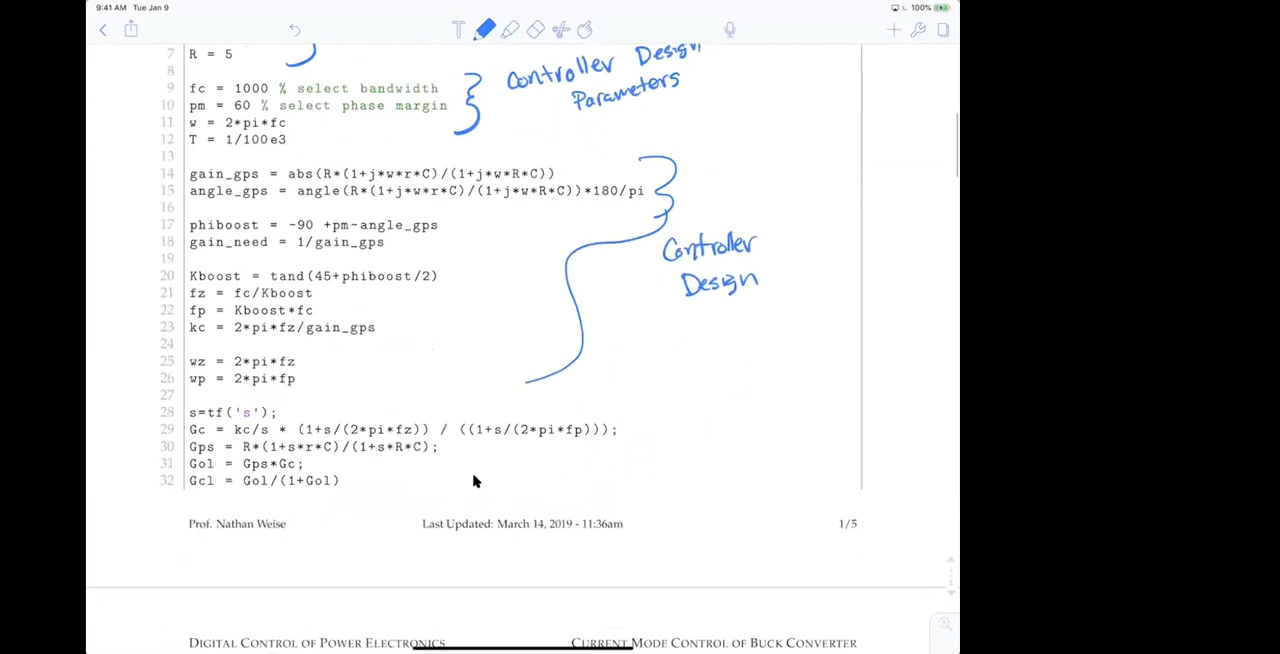 9:41 AM Tue Jan 9
100%
7 R = 5
8
9 fc = 1000 % select bandwidth
10 pm = 60 % select phase margin
11 w = 2*pi*fc
12 T = 1/100e3
13
14 gain_gps = abs(R*(1+j*w*r*C)/(1+j*w*R*C))
15 angle_gps = angle(R*(1+j*w*r*C)/(1+j*w*R*C))*180/pi
16
17 phiboost = -90 +pm-angle_gps
18 gain_need = 1/gain_gps
19
20 Kboost = tand(45+phiboost/2)
21 fz = fc/Kboost
22 fp = Kboost*fc
23 kc = 2*pi*fz/gain_gps
24
25 wz = 2*pi*fz
26 wp = 2*pi*fp
27
28 s=tf('s');
29 Gc = kc/s * (1+s/(2*pi*fz)) / ((1+s/(2*pi*fp)));
30 Gps = R*(1+s*r*C)/(1+s*R*C);
31 Gol = Gps*Gc;
32 Gcl = Gol/(1+Gol)
Controller Design
Parameters
Controller
Design
Prof. Nathan Weise
Last Updated: March 14, 2019 - 11:36am
1/5
DIGITAL CONTROL OF POWER ELECTRONICS
CURRENT MODE CONTROL OF BUCK CONVERTER